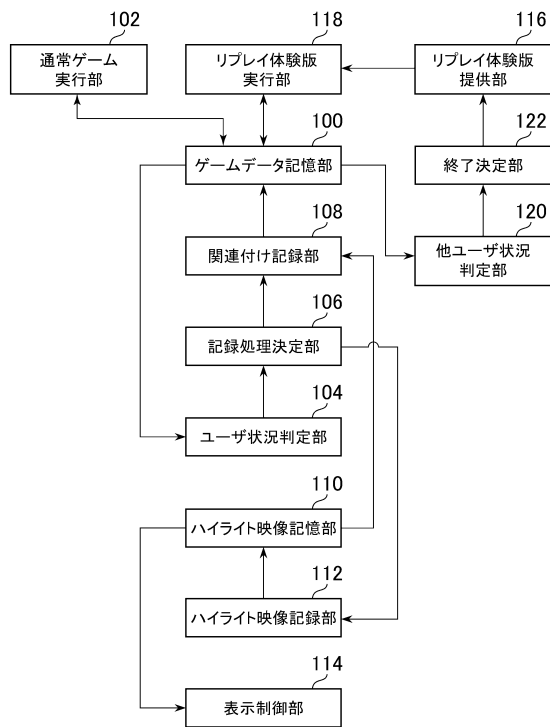 102
通常ゲーム
実行部
118
リプレイ体験版
実行部
116
リプレイ体験版
提供部
100
ゲームデータ記憶部
122
終了決定部
108
関連付け記録部
120
他ユーザ状況
判定部
106
記録処理決定部
104
ユーザ状況判定部
110
ハイライト映像記憶部
112
ハイライト映像記録部
114
表示制御部